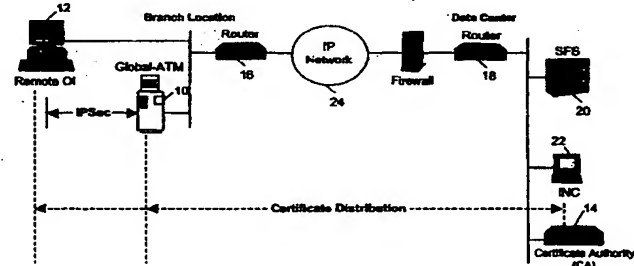 12
Branch Location
Data Center
Router
Router
IP
Network
SFS
Remote OI
Global-ATM
10
16
24
Firewall
18
20
IPSec
22
INC
Certificate Distribution
14
Certificate Authority
(CA)